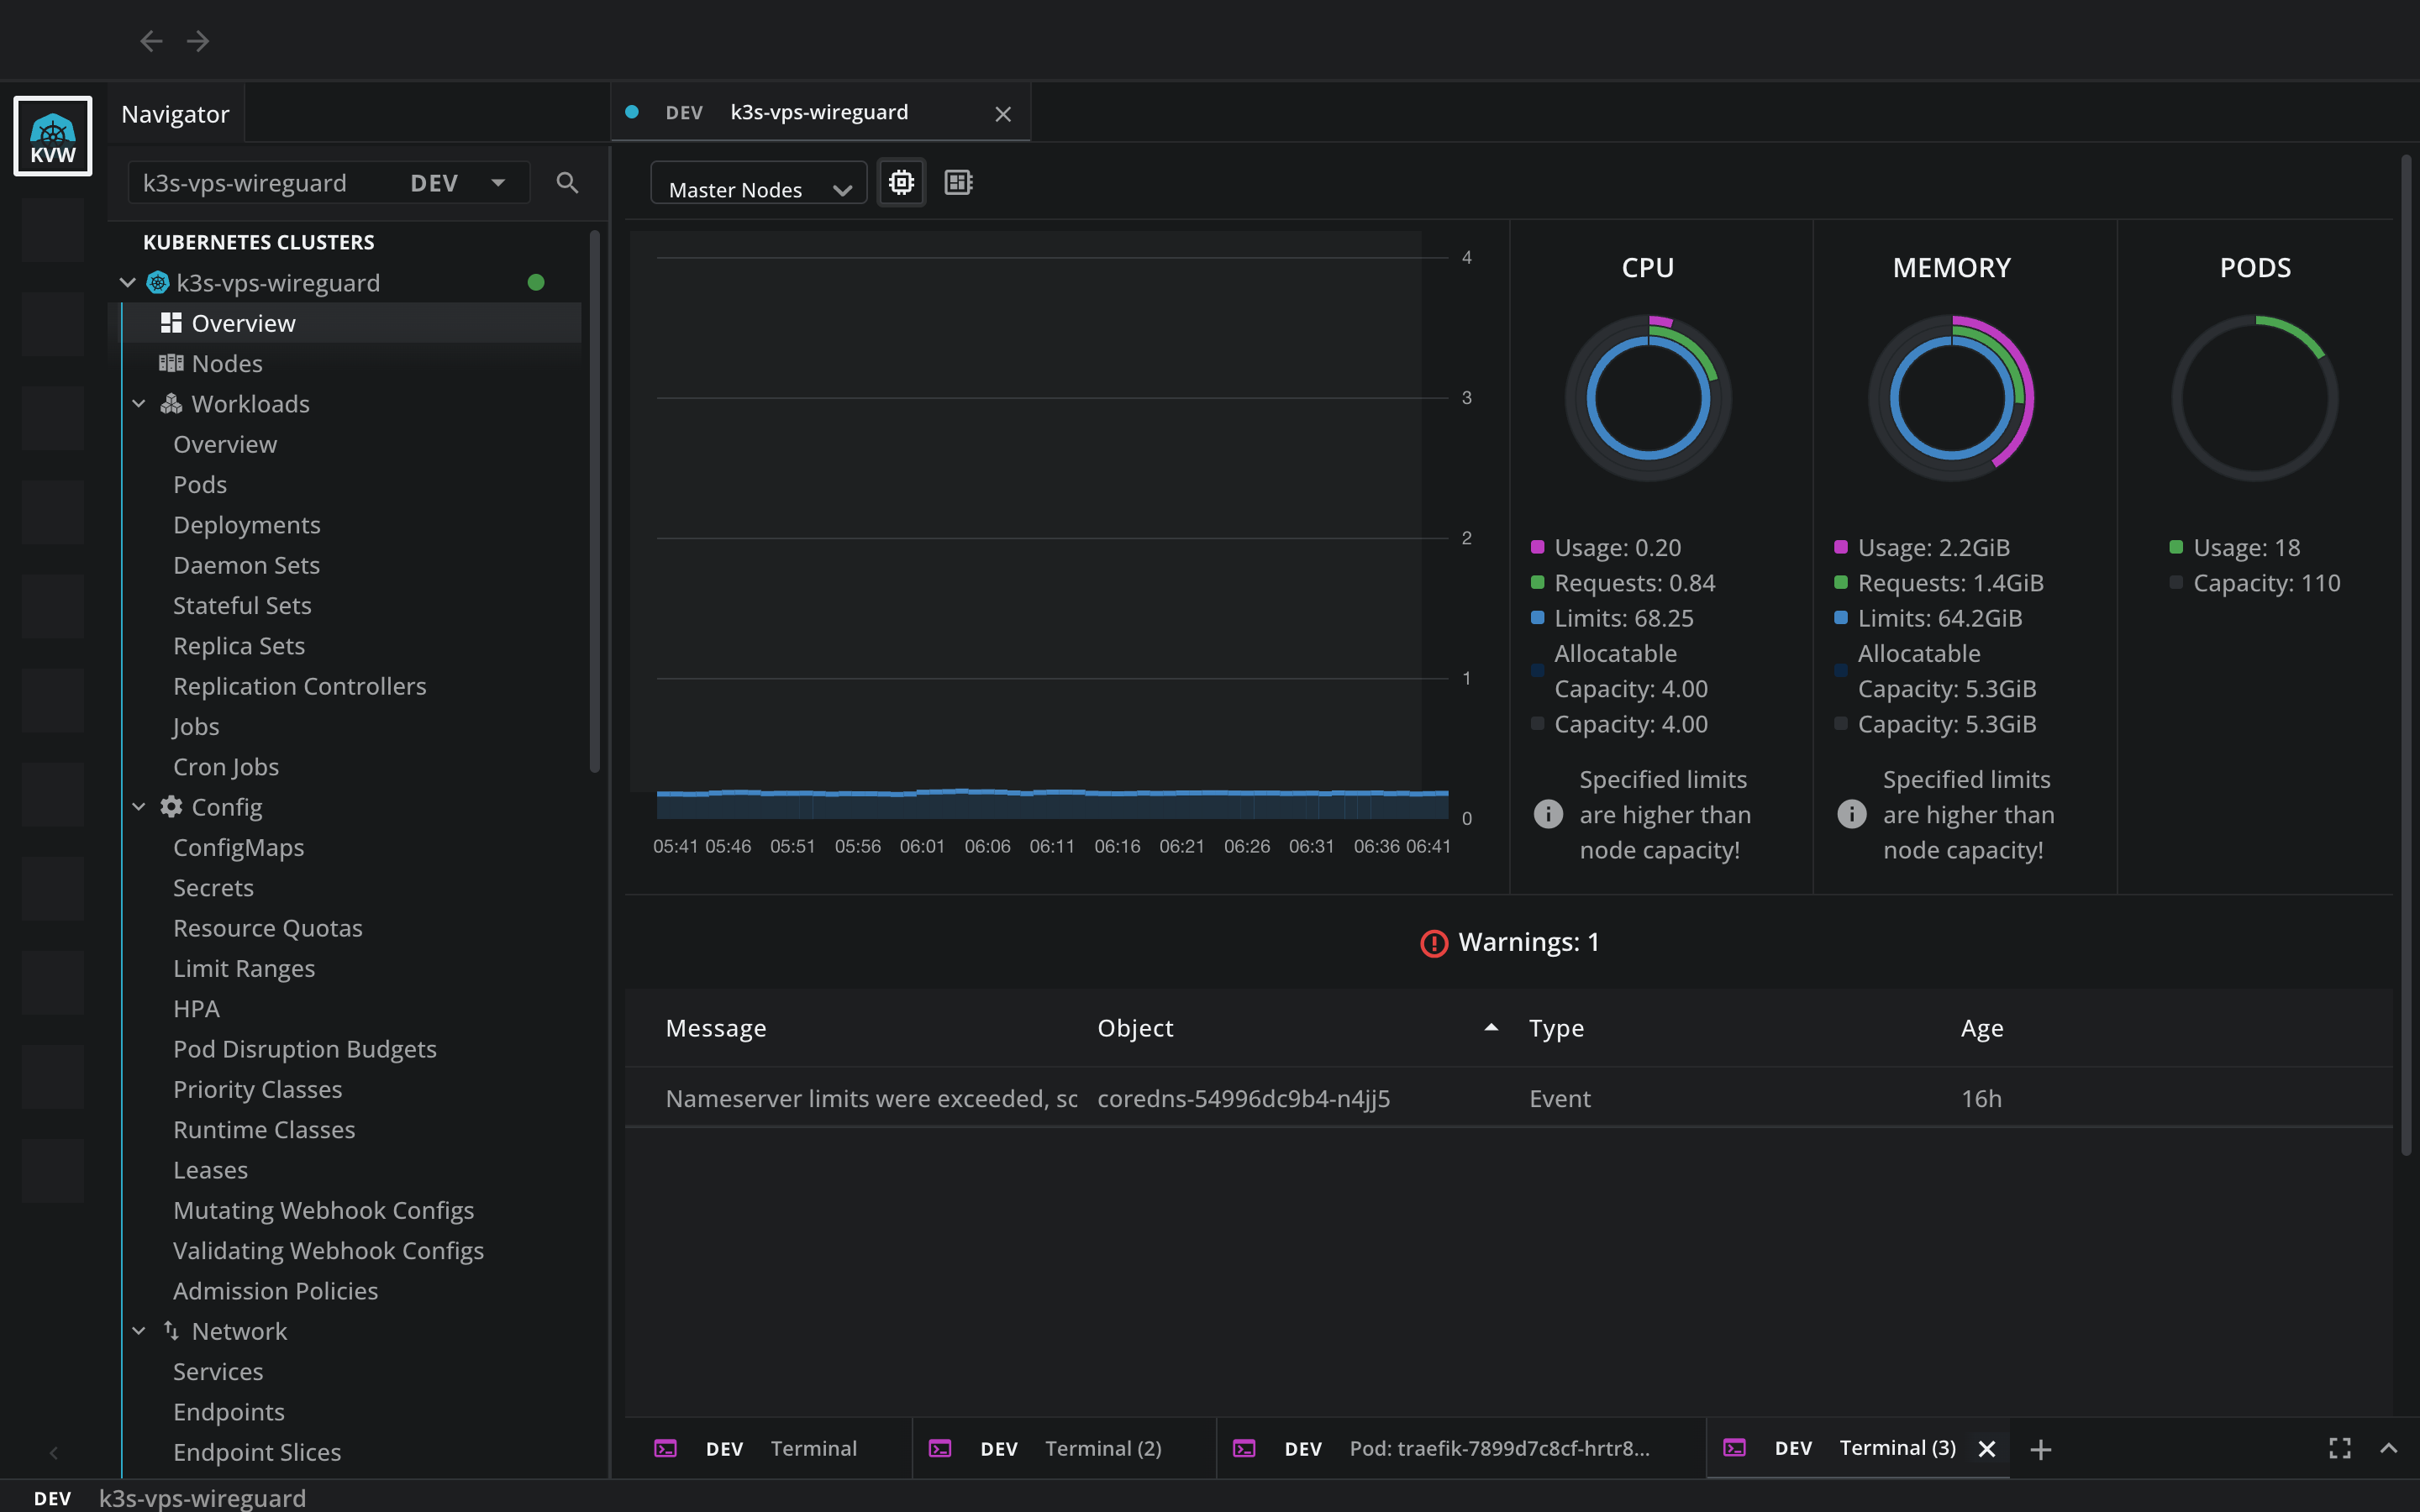 Navigator
DEV k3s-vps-wireguard
KVW
k3s-vps-wireguard DEV
Master Nodes
KUBERNETES CLUSTERS
k3s-vps-wireguard
Overview
Nodes
Workloads
Overview
Pods
Deployments
Daemon Sets
Stateful Sets
Replica Sets
Replication Controllers
Jobs
Cron Jobs
Config
ConfigMaps
Secrets
Resource Quotas
Limit Ranges
HPA
Pod Disruption Budgets
Priority Classes
Runtime Classes
Leases
Mutating Webhook Configs
Validating Webhook Configs
Admission Policies
Network
Services
Endpoints
Endpoint Slices
4
3
2
1
0
05:41 05:46 05:51 05:56 06:01 06:06 06:11 06:16 06:21 06:26 06:31 06:36 06:41
CPU
Usage: 0.20
Requests: 0.84
Limits: 68.25
Allocatable
Capacity: 4.00
Capacity: 4.00
Specified limits
are higher than
node capacity!
MEMORY
Usage: 2.2GiB
Requests: 1.4GiB
Limits: 64.2GiB
Allocatable
Capacity: 5.3GiB
Capacity: 5.3GiB
Specified limits
are higher than
node capacity!
PODS
Usage: 18
Capacity: 110
Warnings: 1
Message Object Type Age
Nameserver limits were exceeded, sc coredns-54996dc9b4-n4jj5 Event 16h
DEV Terminal DEV Terminal (2) DEV Pod: traefik-7899d7c8cf-hrtr8... DEV Terminal (3)
DEV k3s-vps-wireguard